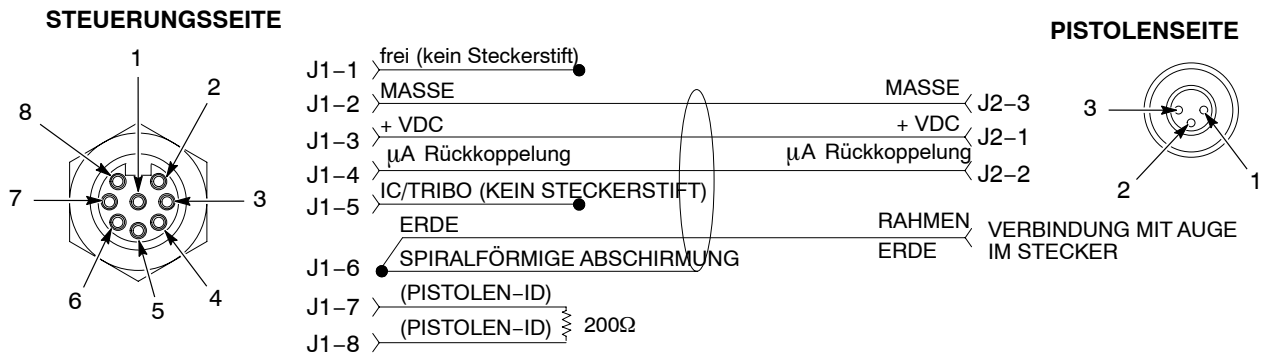 STEUERUNGSSEITE
PISTOLENSEITE
1
2
8
7
3
6
5
4
J1−1 frei (kein Steckerstift)
J1−2 MASSE MASSE J2−3
J1−3 + VDC + VDC J2−1
J1−4 μA Rückkoppelung μA Rückkoppelung J2−2
J1−5 IC/TRIBO (KEIN STECKERSTIFT)
ERDE RAHMEN VERBINDUNG MIT AUGE
ERDE IM STECKER
J1−6 SPIRALFÖRMIGE ABSCHIRMUNG
J1−7 (PISTOLEN−ID)
200Ω
J1−8 (PISTOLEN−ID)
3
2
1